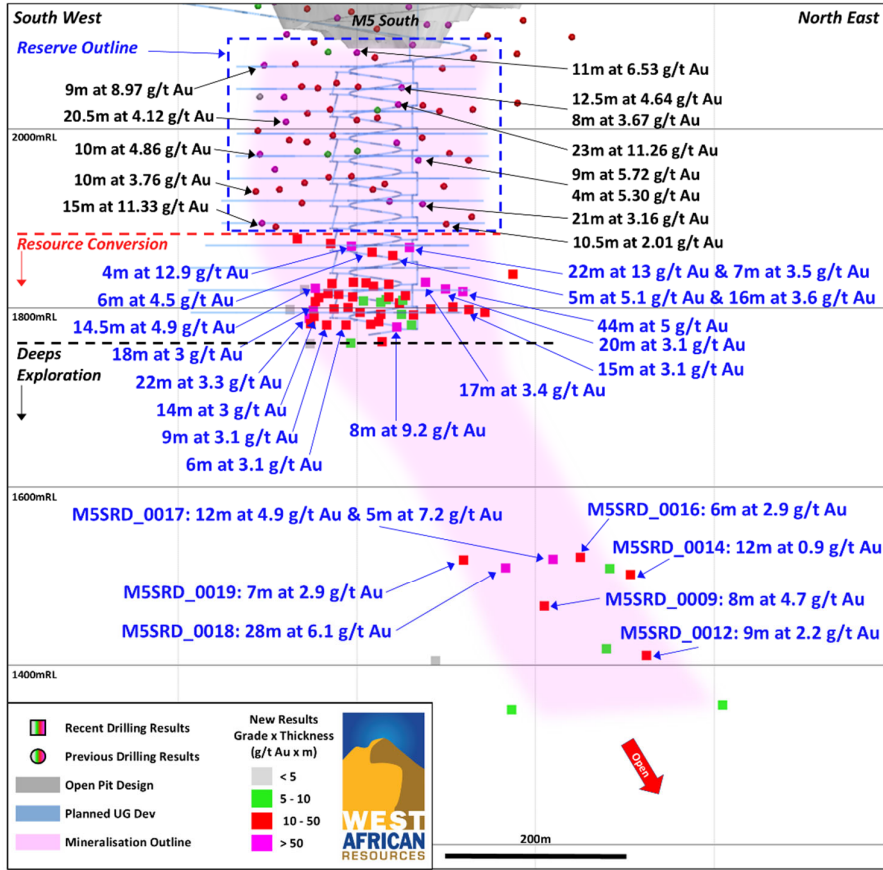 South West
M5 South
North East
Reserve Outline
11m at 6.53 g/t Au
9m at 8.97 g/t Au
12.5m at 4.64 g/t Au
20.5m at 4.12 g/t Au
8m at 3.67 g/t Au
2000mRL
10m at 4.86 g/t Au
23m at 11.26 g/t Au
9m at 5.72 g/t Au
10m at 3.76 g/t Au
4m at 5.30 g/t Au
15m at 11.33 g/t Au
21m at 3.16 g/t Au
10.5m at 2.01 g/t Au
Resource Conversion
4m at 12.9 g/t Au
22m at 13 g/t Au & 7m at 3.5 g/t Au
6m at 4.5 g/t Au
5m at 5.1 g/t Au & 16m at 3.6 g/t Au
1800mRL
14.5m at 4.9 g/t Au
44m at 5 g/t Au
20m at 3.1 g/t Au
18m at 3 g/t Au
15m at 3.1 g/t Au
Deeps
Exploration
22m at 3.3 g/t Au
17m at 3.4 g/t Au
14m at 3 g/t Au
8m at 9.2 g/t Au
9m at 3.1 g/t Au
6m at 3.1 g/t Au
1600mRL
M5SRD_0017: 12m at 4.9 g/t Au & 5m at 7.2 g/t Au
M5SRD_0016: 6m at 2.9 g/t Au
M5SRD_0014: 12m at 0.9 g/t Au
M5SRD_0019: 7m at 2.9 g/t Au
M5SRD_0009: 8m at 4.7 g/t Au
M5SRD_0018: 28m at 6.1 g/t Au
M5SRD_0012: 9m at 2.2 g/t Au
1400mRL
Recent Drilling Results
Previous Drilling Results
Open Pit Design
Planned UG Dev
Mineralisation Outline
New Results
Grade x Thickness
(g/t Au x m)
< 5
5 - 10
10 - 50
> 50
WEST
AFRICAN
RESOURCES
Open
200m